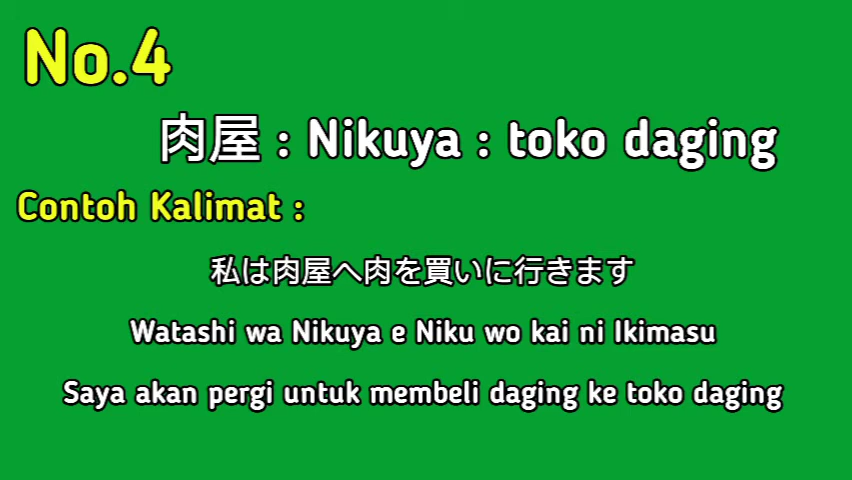 No.4
肉屋 : Nikuya : toko daging
Contoh Kalimat :
私は肉屋へ肉を買いに行きます
Watashi wa Nikuya e Niku wo kai ni Ikimasu
Saya akan pergi untuk membeli daging ke toko daging